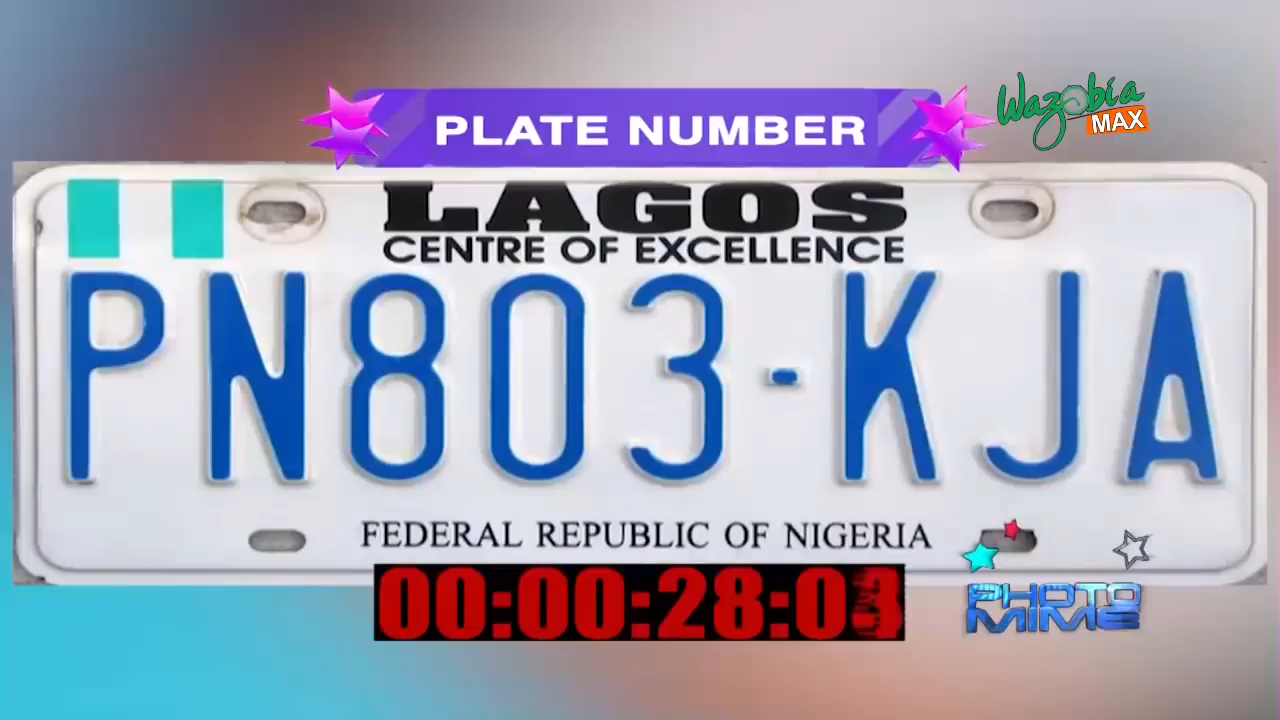 PLATE NUMBER
Wazobia
MAX
LAGOS
CENTRE OF EXCELLENCE
PN803-KJA
FEDERAL REPUBLIC OF NIGERIA
00:00:28:03
PHOTO
MIME